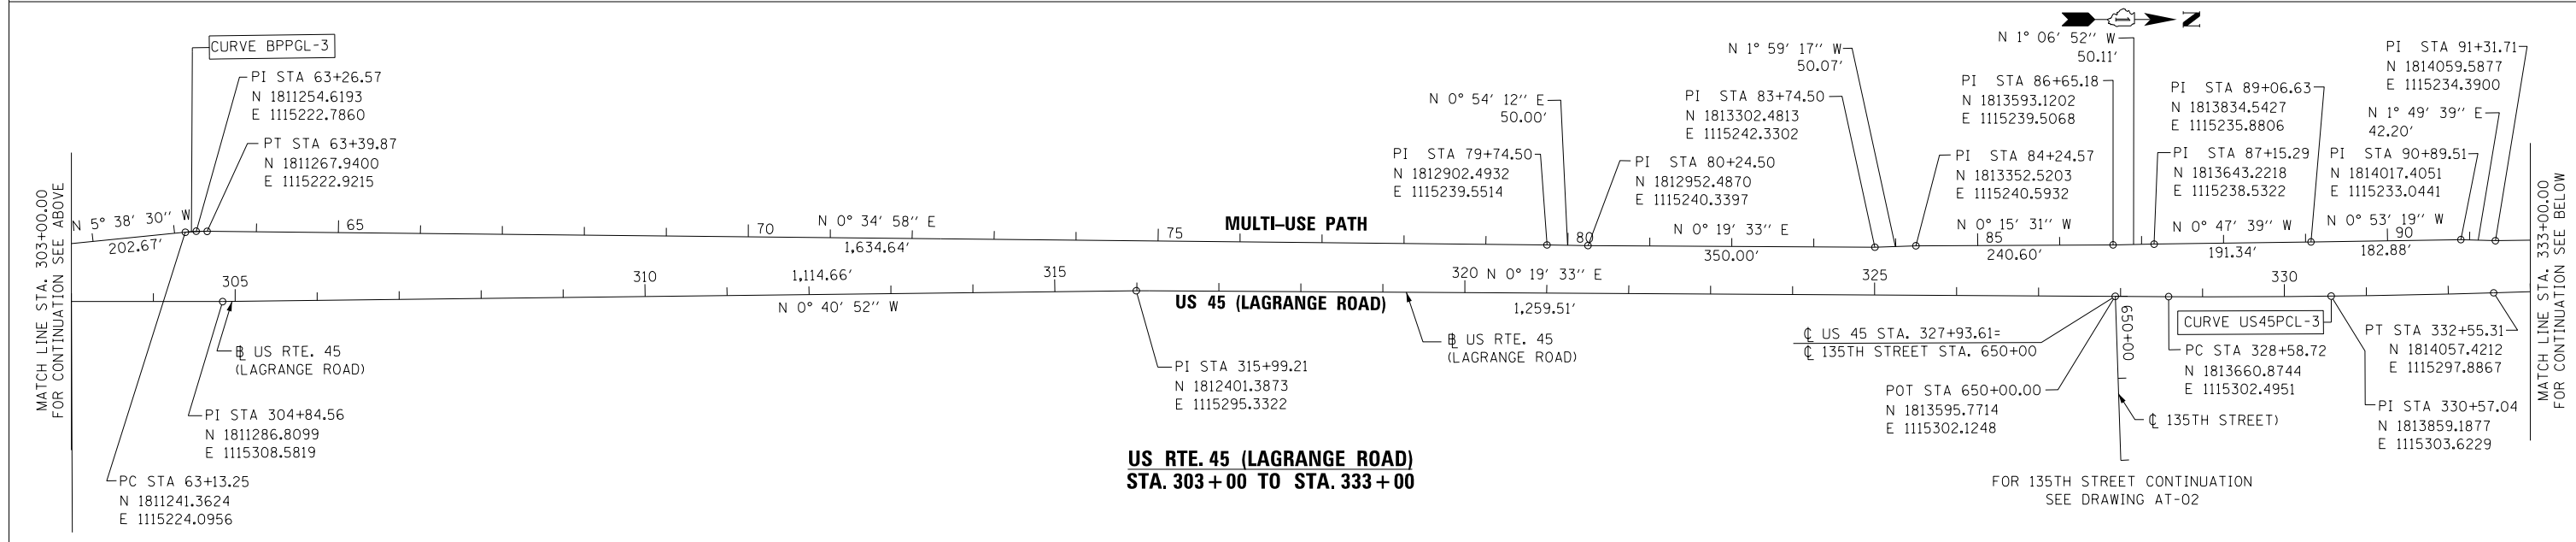 CURVE BPPGL-3
PI STA 63+26.57
N 1811254.6193
E 1115222.7860
PT STA 63+39.87
N 1811267.9400
E 1115222.9215
N 0° 54' 12'' E
50.00'
PI STA 79+74.50
N 1812902.4932
E 1115239.5514
PI STA 80+24.50
N 1812952.4870
E 1115240.3397
N 1° 59' 17'' W
50.07'
PI STA 83+74.50
N 1813302.4813
E 1115242.3302
PI STA 84+24.57
N 1813352.5203
E 1115240.5932
N
N 1° 06' 52'' W
50.11'
PI STA 86+65.18
N 1813593.1202
E 1115239.5068
PI STA 87+15.29
N 1813643.2218
E 1115238.5322
PI STA 89+06.63
N 1813834.5427
E 1115235.8806
PI STA 91+31.71
N 1814059.5877
E 1115234.3900
N 1° 49' 39'' E
42.20'
PI STA 90+89.51
N 1814017.4051
E 1115233.0441
MATCH LINE STA. 303+00.00
FOR CONTINUATION SEE ABOVE
N 5° 38' 30'' W
202.67'
65
70
N 0° 34' 58'' E
1,634.64'
75
MULTI-USE PATH
80
N 0° 19' 33'' E
350.00'
85
N 0° 15' 31'' W
240.60'
N 0° 47' 39'' W
191.34'
90
N 0° 53' 19'' W
182.88'
MATCH LINE STA. 333+00.00
FOR CONTINUATION SEE BELOW
305
310
1,114.66'
N 0° 40' 52'' W
315
US 45 (LAGRANGE ROAD)
320
N 0° 19' 33'' E
1,259.51'
325
330
650+00
℄ US RTE. 45
(LAGRANGE ROAD)
PI STA 304+84.56
N 1811286.8099
E 1115308.5819
PC STA 63+13.25
N 1811241.3624
E 1115224.0956
PI STA 315+99.21
N 1812401.3873
E 1115295.3322
℄ US RTE. 45
(LAGRANGE ROAD)
℄ US 45 STA. 327+93.61=
℄ 135TH STREET STA. 650+00
POT STA 650+00.00
N 1813595.7714
E 1115302.1248
CURVE US45PCL-3
PC STA 328+58.72
N 1813660.8744
E 1115302.4951
℄ 135TH STREET)
PT STA 332+55.31
N 1814057.4212
E 1115297.8867
PI STA 330+57.04
N 1813859.1877
E 1115303.6229
US RTE. 45 (LAGRANGE ROAD)
STA. 303+00 TO STA. 333+00
FOR 135TH STREET CONTINUATION
SEE DRAWING AT-02